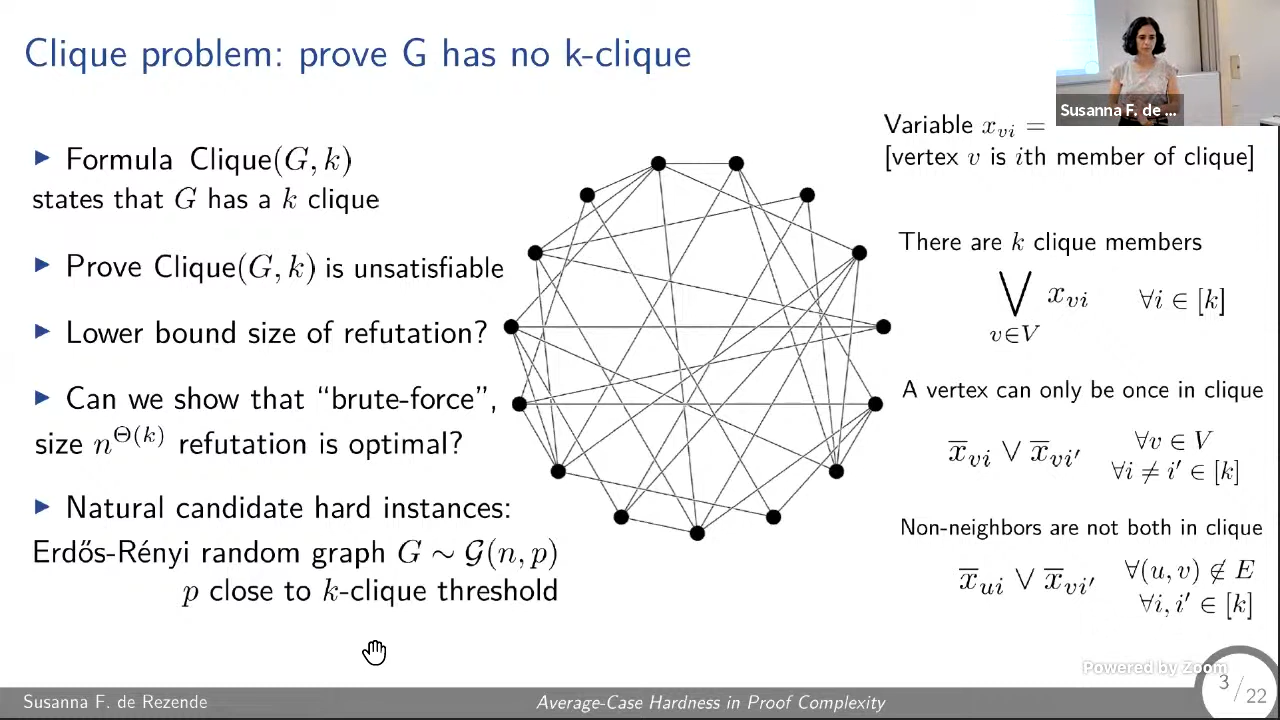 Clique problem: prove G has no k-clique
Susanna F. de ...
▶ Formula Clique(G, k)
states that G has a k clique
▶ Prove Clique(G, k) is unsatisfiable
▶ Lower bound size of refutation?
▶ Can we show that “brute-force”,
size n^{Θ(k)} refutation is optimal?
▶ Natural candidate hard instances:
Erdős-Rényi random graph G ∼ 𝒢(n, p)
p close to k-clique threshold
Variable x_{vi} =
[vertex v is ith member of clique]
There are k clique members
⋁_{v∈V} x_{vi} ∀i ∈ [k]
A vertex can only be once in clique
x̅_{vi} ∨ x̅_{vi′} ∀v ∈ V
∀i ≠ i′ ∈ [k]
Non-neighbors are not both in clique
x̅_{ui} ∨ x̅_{vi′} ∀(u, v) ∉ E
∀i, i′ ∈ [k]
Powered by Zoom
Susanna F. de Rezende
Average-Case Hardness in Proof Complexity
3 / 22